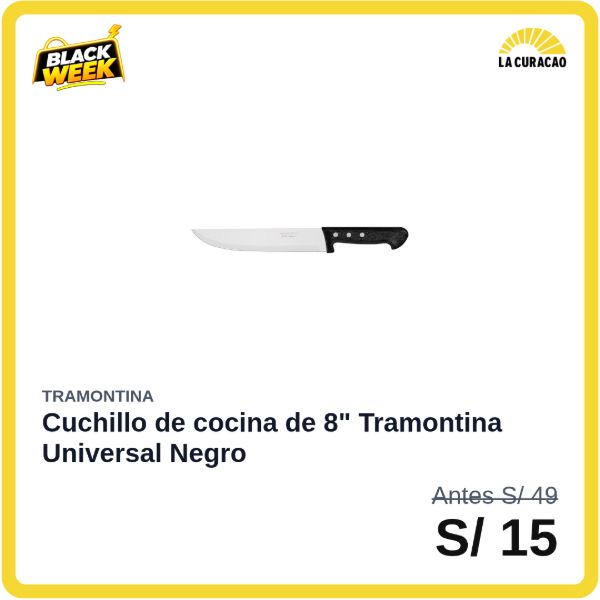 BLACK
WEEK
LA CURACAO
TRAMONTINA
Cuchillo de cocina de 8" Tramontina
Universal Negro
Antes S/ 49
S/ 15